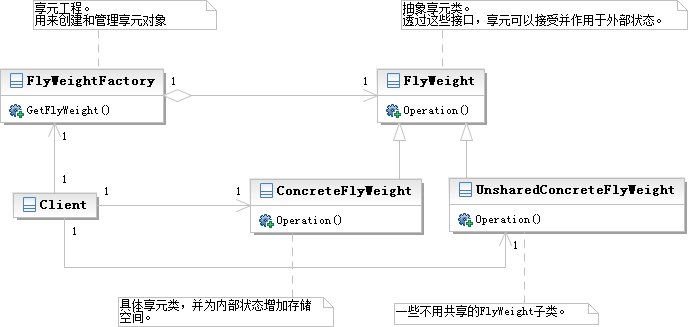 享元工程。
用来创建和管理享元对象
抽象享元类。
透过这些接口，享元可以接受并作用于外部状态。
FlyWeightFactory
GetFlyWeight()
1
1
FlyWeight
Operation()
1
1
Client
1
1
1
ConcreteFlyWeight
Operation()
UnsharedConcreteFlyWeight
Operation()
1
具体享元类，并为内部状态增加存储
空间。
一些不用共享的FlyWeight子类。